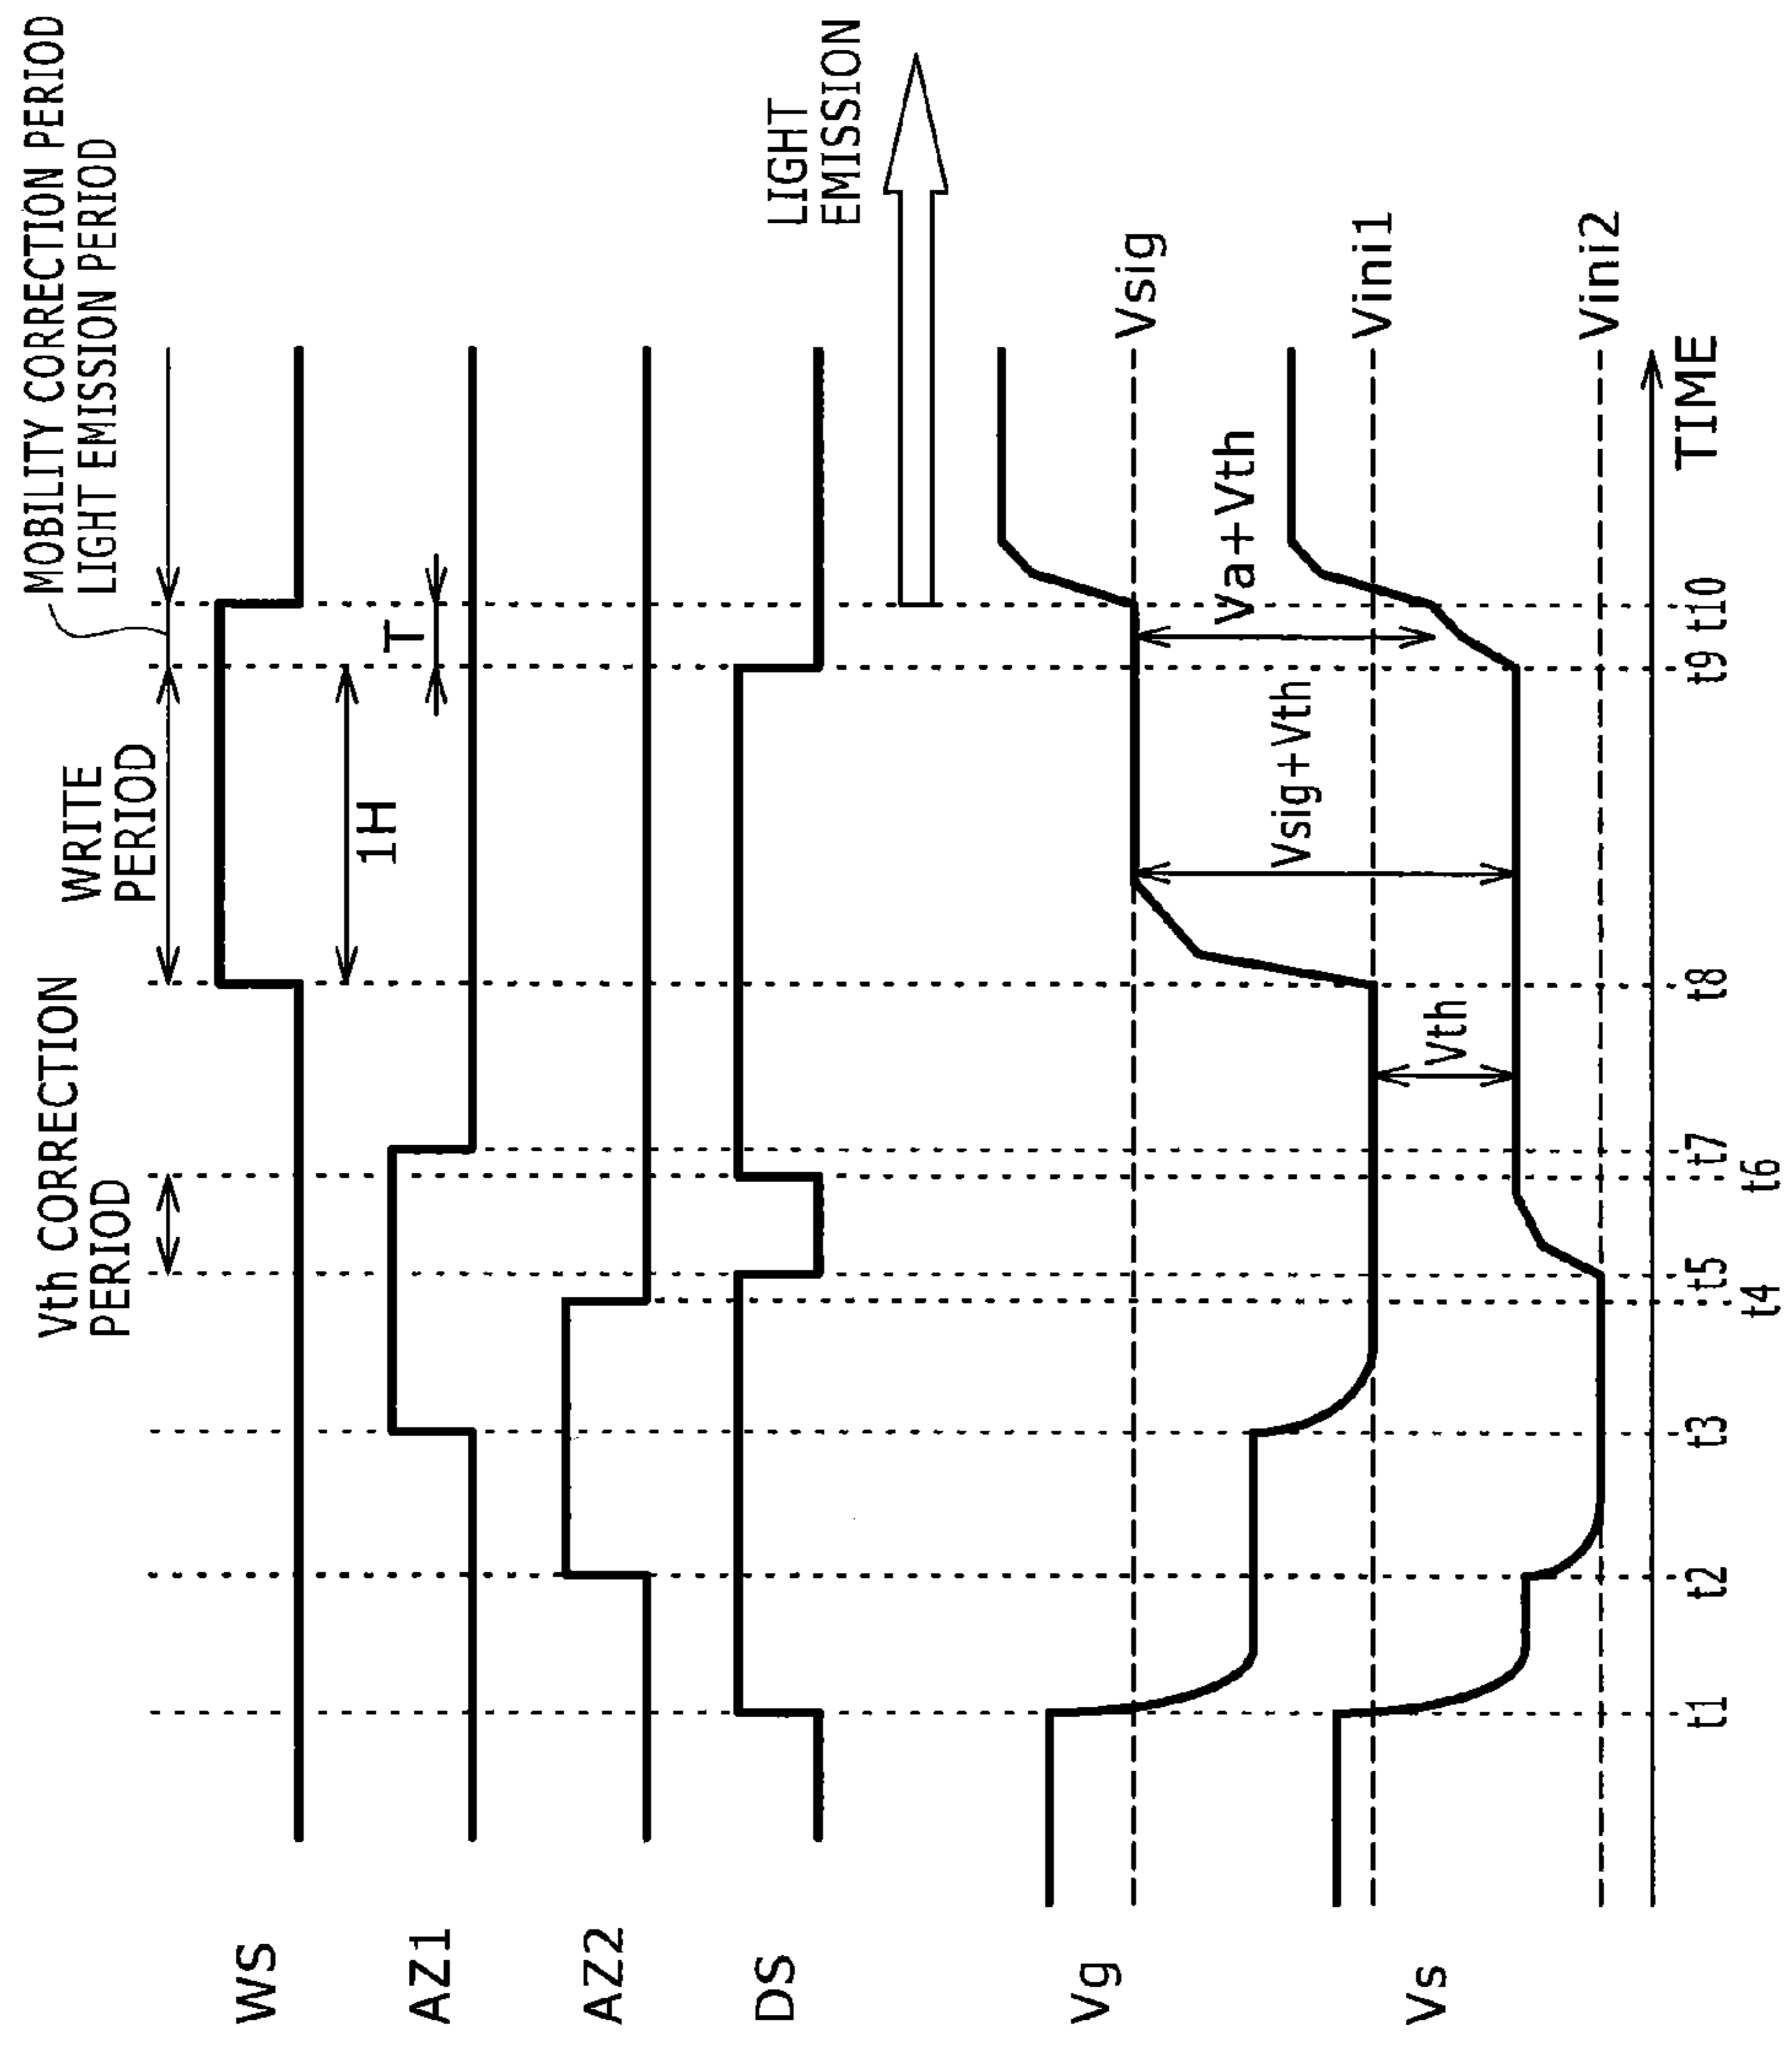 Vth CORRECTION
PERIOD
WRITE
PERIOD
MOBILITY CORRECTION PERIOD
LIGHT EMISSION PERIOD
WS
1H
T
AZ1
AZ2
DS
LIGHT
EMISSION
Vg
Vsig
Va+Vth
Vsig+Vth
Vini1
Vth
Vs
Vini2
TIME
t1
t2
t3
t4
t5
t6
t7
t8
t9
t10